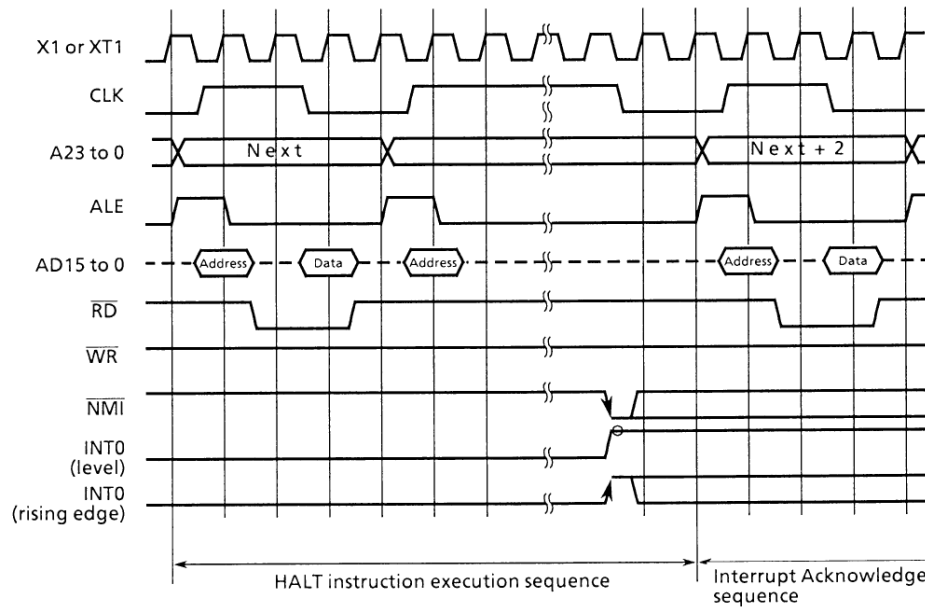 X1 or XT1
CLK
A23 to 0
Next
Next + 2
ALE
AD15 to 0
Address
Data
Address
Address
Data
RD
WR
NMI
INT0
(level)
INT0
(rising edge)
HALT instruction execution sequence
Interrupt Acknowledge
sequence